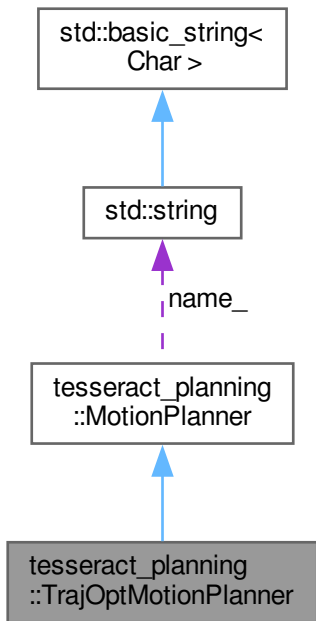 std::basic_string<
Char >
std::string
name_
tesseract_planning
::MotionPlanner
tesseract_planning
::TrajOptMotionPlanner